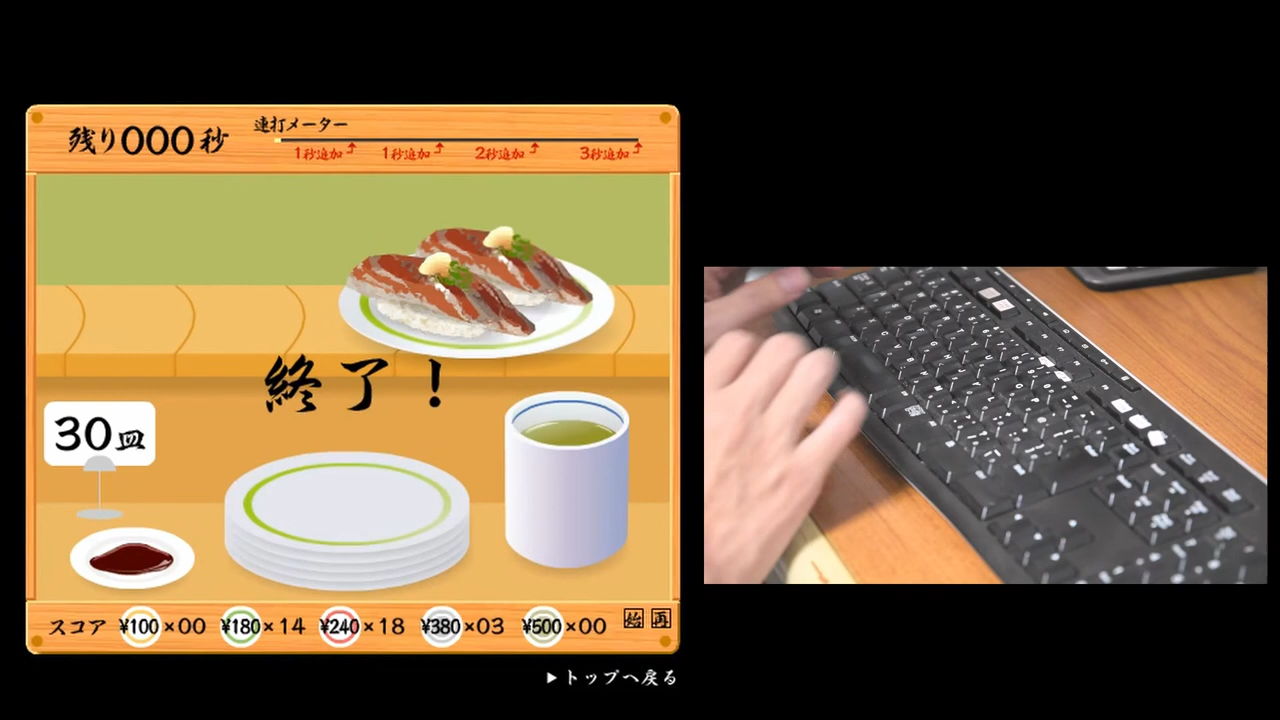 残り000秒
連打メーター
1秒追加 1秒追加 2秒追加 3秒追加
終了!
30皿
スコア ¥100×00 ¥180×14 ¥240×18 ¥380×03 ¥500×00 始 再
▶トップへ戻る